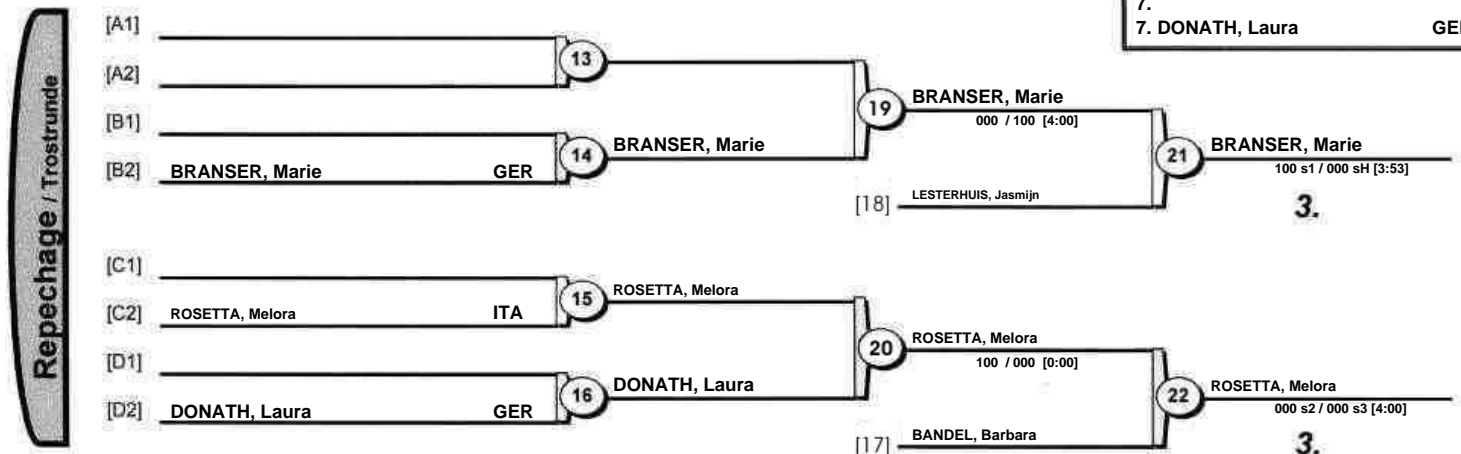 7.
7. DONATH, Laura GE
Repechage / Trostrunde
[A1]
13
[A2]
[B1]
14
BRANSER, Marie
[B2] BRANSER, Marie GER
19
BRANSER, Marie
000 / 100 [4:00]
[18] LESTERHUIS, Jasmijn
21
BRANSER, Marie
100 s1 / 000 sH [3:53]
3.
[C1]
15
ROSETTA, Melora
[C2] ROSETTA, Melora ITA
[D1]
16
DONATH, Laura
[D2] DONATH, Laura GER
20
ROSETTA, Melora
100 / 000 [0:00]
[17] BANDEL, Barbara
22
ROSETTA, Melora
000 s2 / 000 s3 [4:00]
3.